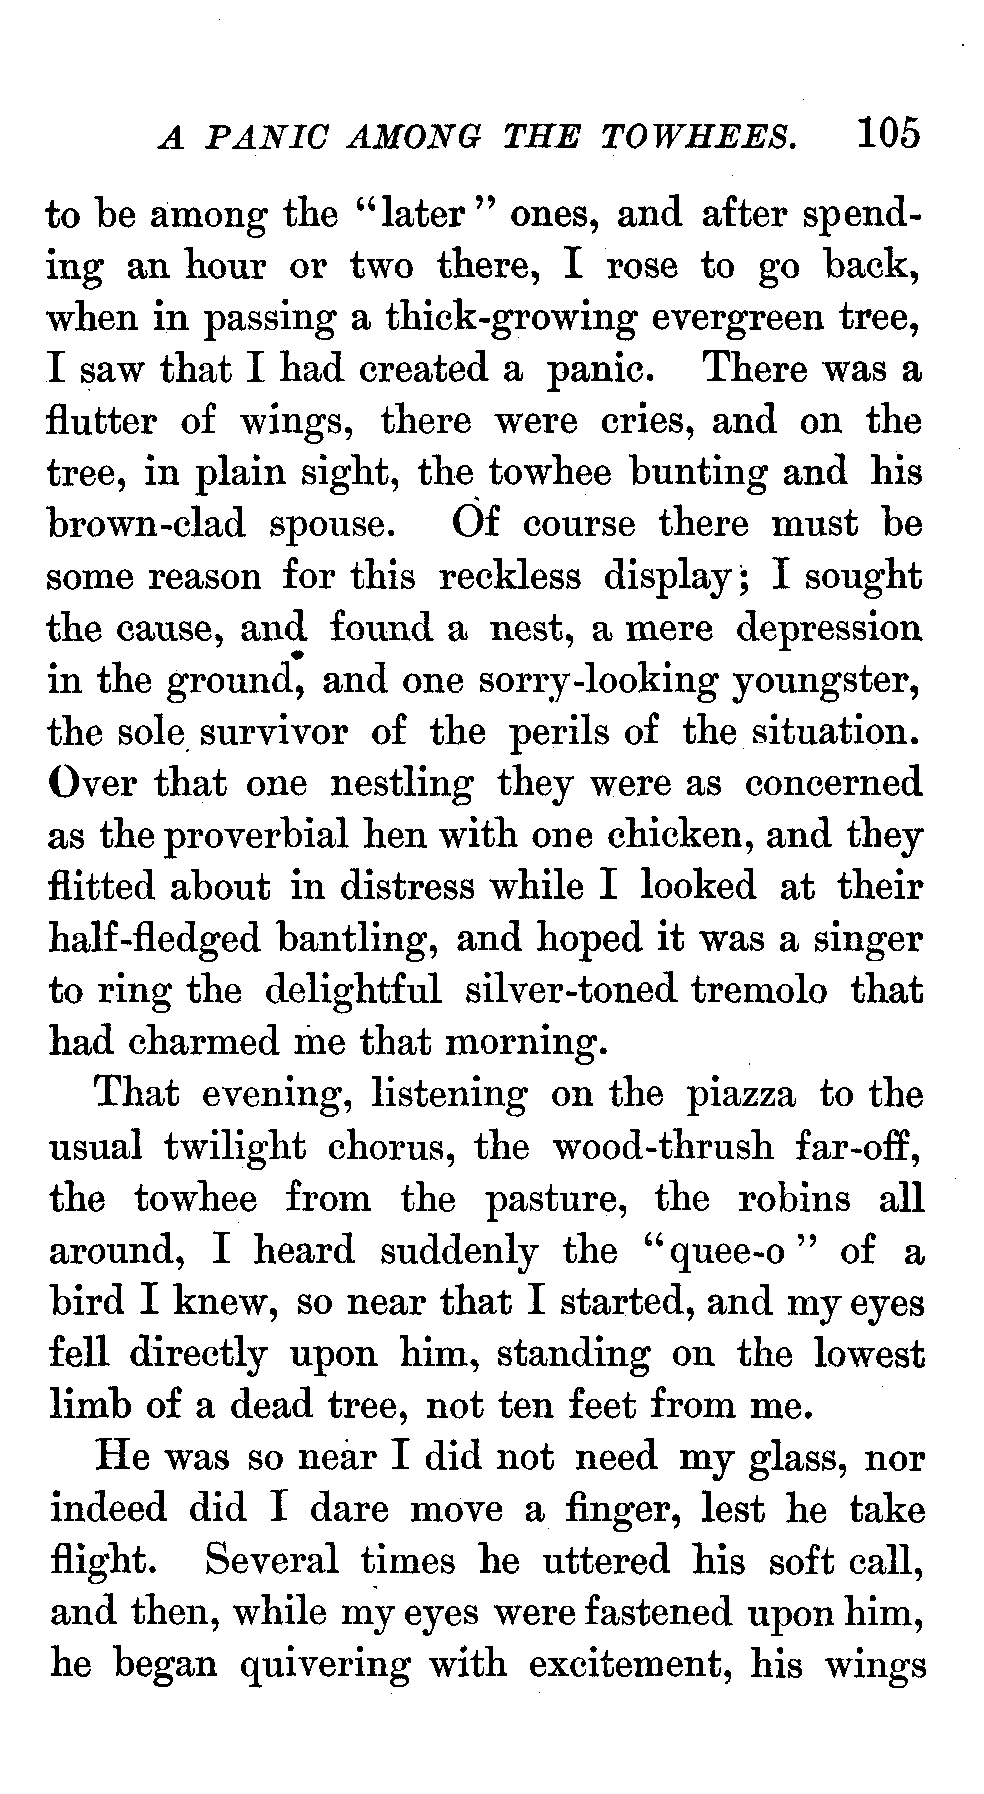 A PANIC AMONG THE TOWHEES. 105
to be among the "later" ones, and after spend-
ing an hour or two there, I rose to go back,
when in passing a thick-growing evergreen tree,
I saw that I had created a panic. There was a
flutter of wings, there were cries, and on the
tree, in plain sight, the towhee bunting and his
brown-clad spouse. Of course there must be
some reason for this reckless display; I sought
the cause, and found a nest, a mere depression
in the ground, and one sorry-looking youngster,
the sole survivor of the perils of the situation.
Over that one nestling they were as concerned
as the proverbial hen with one chicken, and they
flitted about in distress while I looked at their
half-fledged bantling, and hoped it was a singer
to ring the delightful silver-toned tremolo that
had charmed me that morning.
That evening, listening on the piazza to the
usual twilight chorus, the wood-thrush far-off,
the towhee from the pasture, the robins all
around, I heard suddenly the "quee-o" of a
bird I knew, so near that I started, and my eyes
fell directly upon him, standing on the lowest
limb of a dead tree, not ten feet from me.
He was so near I did not need my glass, nor
indeed did I dare move a finger, lest he take
flight. Several times he uttered his soft call,
and then, while my eyes were fastened upon him,
he began quivering with excitement, his wings